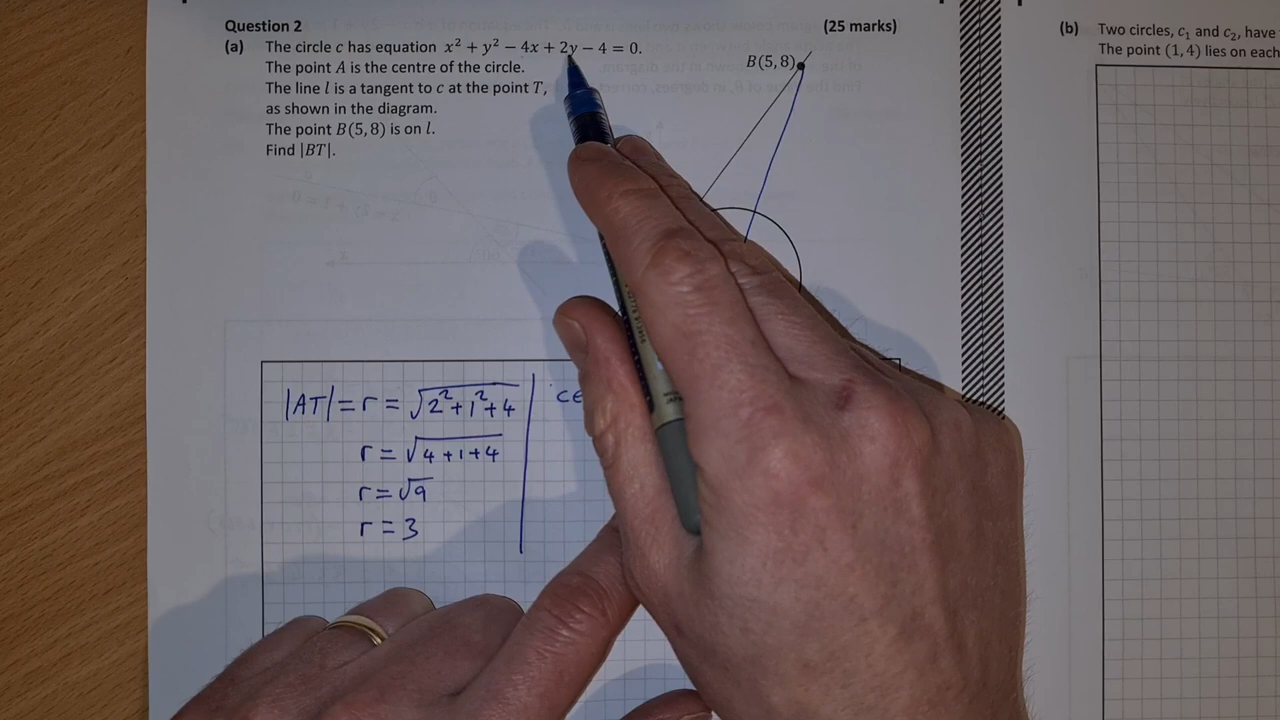 Question 2
(25 marks)
(a) The circle c has equation x² + y² − 4x + 2y − 4 = 0.
The point A is the centre of the circle.
The line l is a tangent to c at the point T,
as shown in the diagram.
The point B(5, 8) is on l.
Find |BT|.
B(5, 8)
|AT| = r = √2²+1²+4
r = √4+1+4
r = √9
r = 3
(b) Two circles, c₁ and c₂, have
The point (1, 4) lies on each